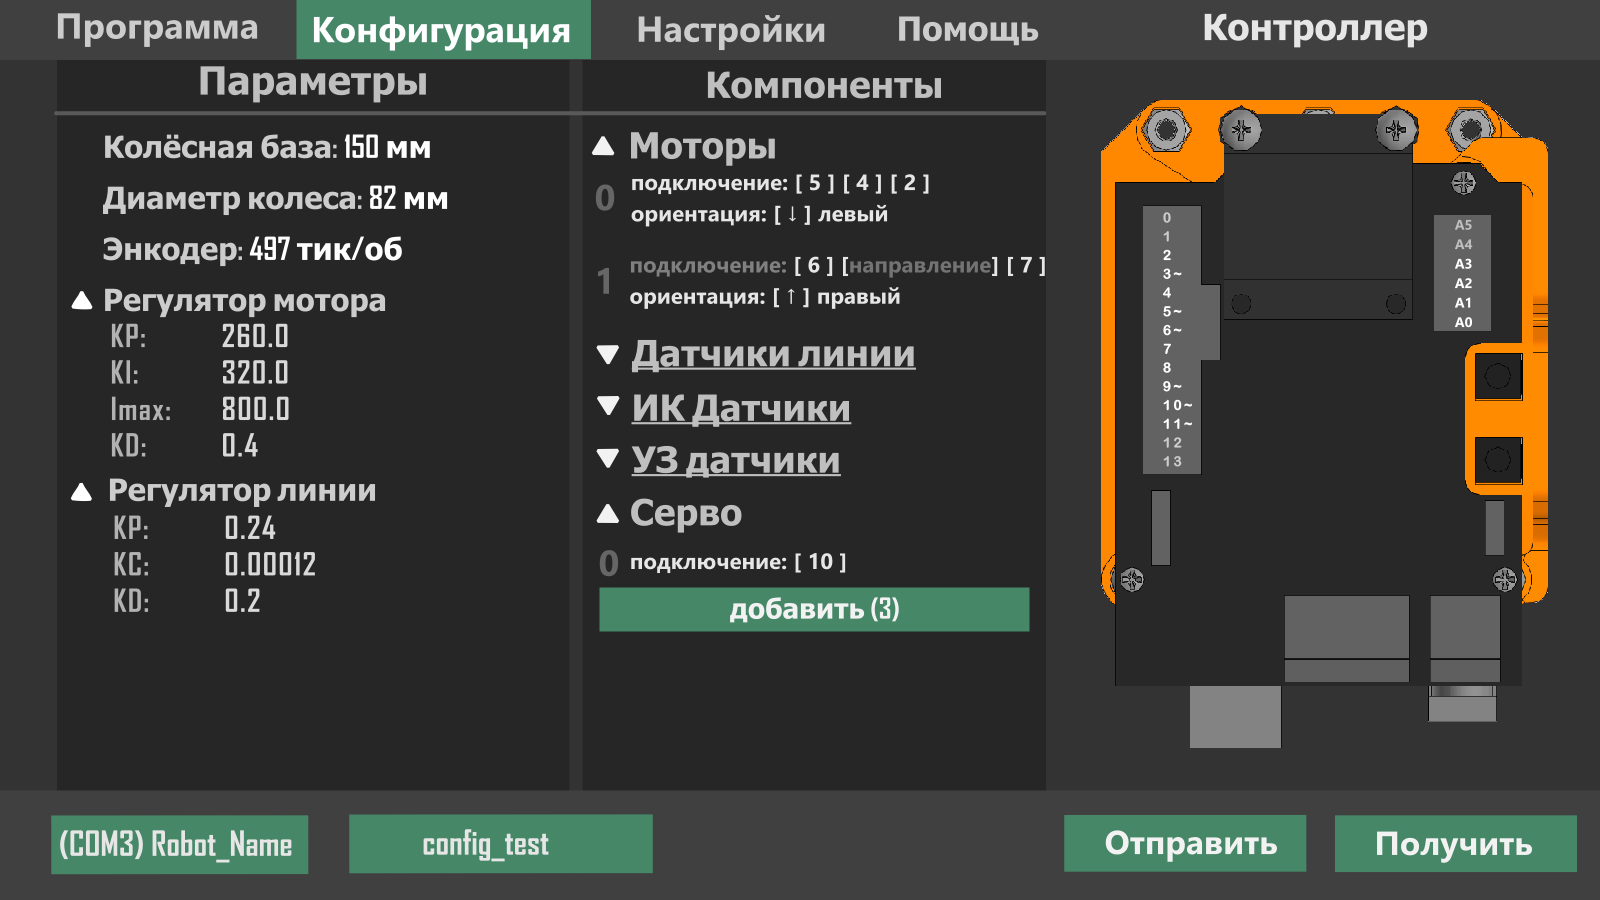 Программа
Конфигурация
Настройки
Помощь
Контроллер
Параметры
Колёсная база: 150 мм
Диаметр колеса: 82 мм
Энкодер: 497 тик/об
Регулятор мотора
KP: 260.0
KI: 320.0
Imax: 800.0
KD: 0.4
Регулятор линии
KP: 0.24
KC: 0.00012
KD: 0.2
Компоненты
Моторы
0
подключение: [ 5 ] [ 4 ] [ 2 ]
ориентация: [ ↓ ] левый
1
подключение: [ 6 ] [направление] [ 7 ]
ориентация: [ ↑ ] правый
Датчики линии
ИК Датчики
УЗ датчики
Серво
0 подключение: [ 10 ]
добавить (3)
0
1
2
3~
4
5~
6~
7
8
9~
10~
11~
12
13
A5
A4
A3
A2
A1
A0
(COM3) Robot_Name
config_test
Отправить
Получить